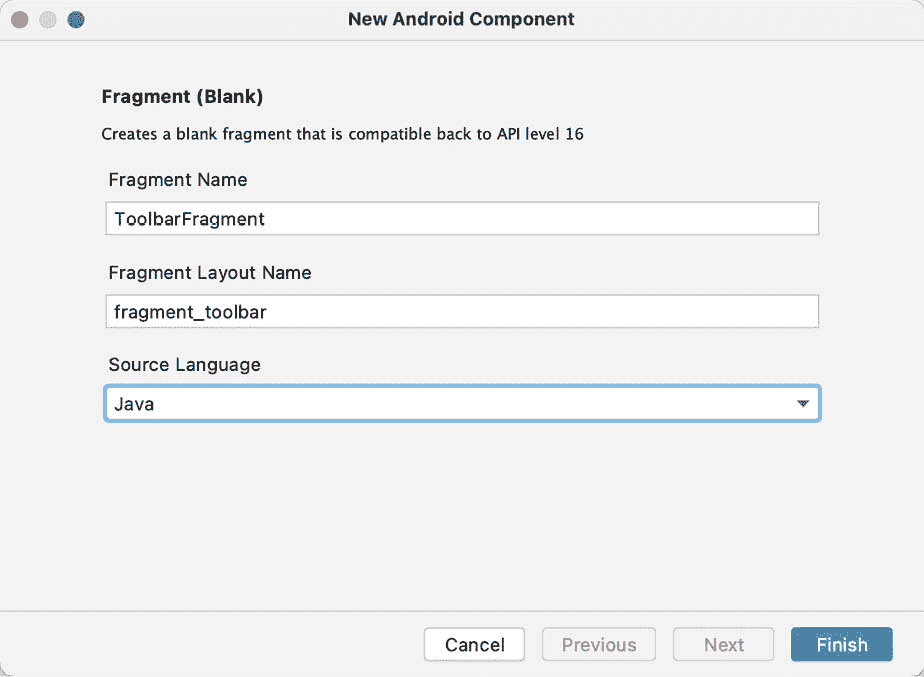 New Android Component
Fragment (Blank)
Creates a blank fragment that is compatible back to API level 16
Fragment Name
ToolbarFragment
Fragment Layout Name
fragment_toolbar
Source Language
Java
Cancel
Previous
Next
Finish